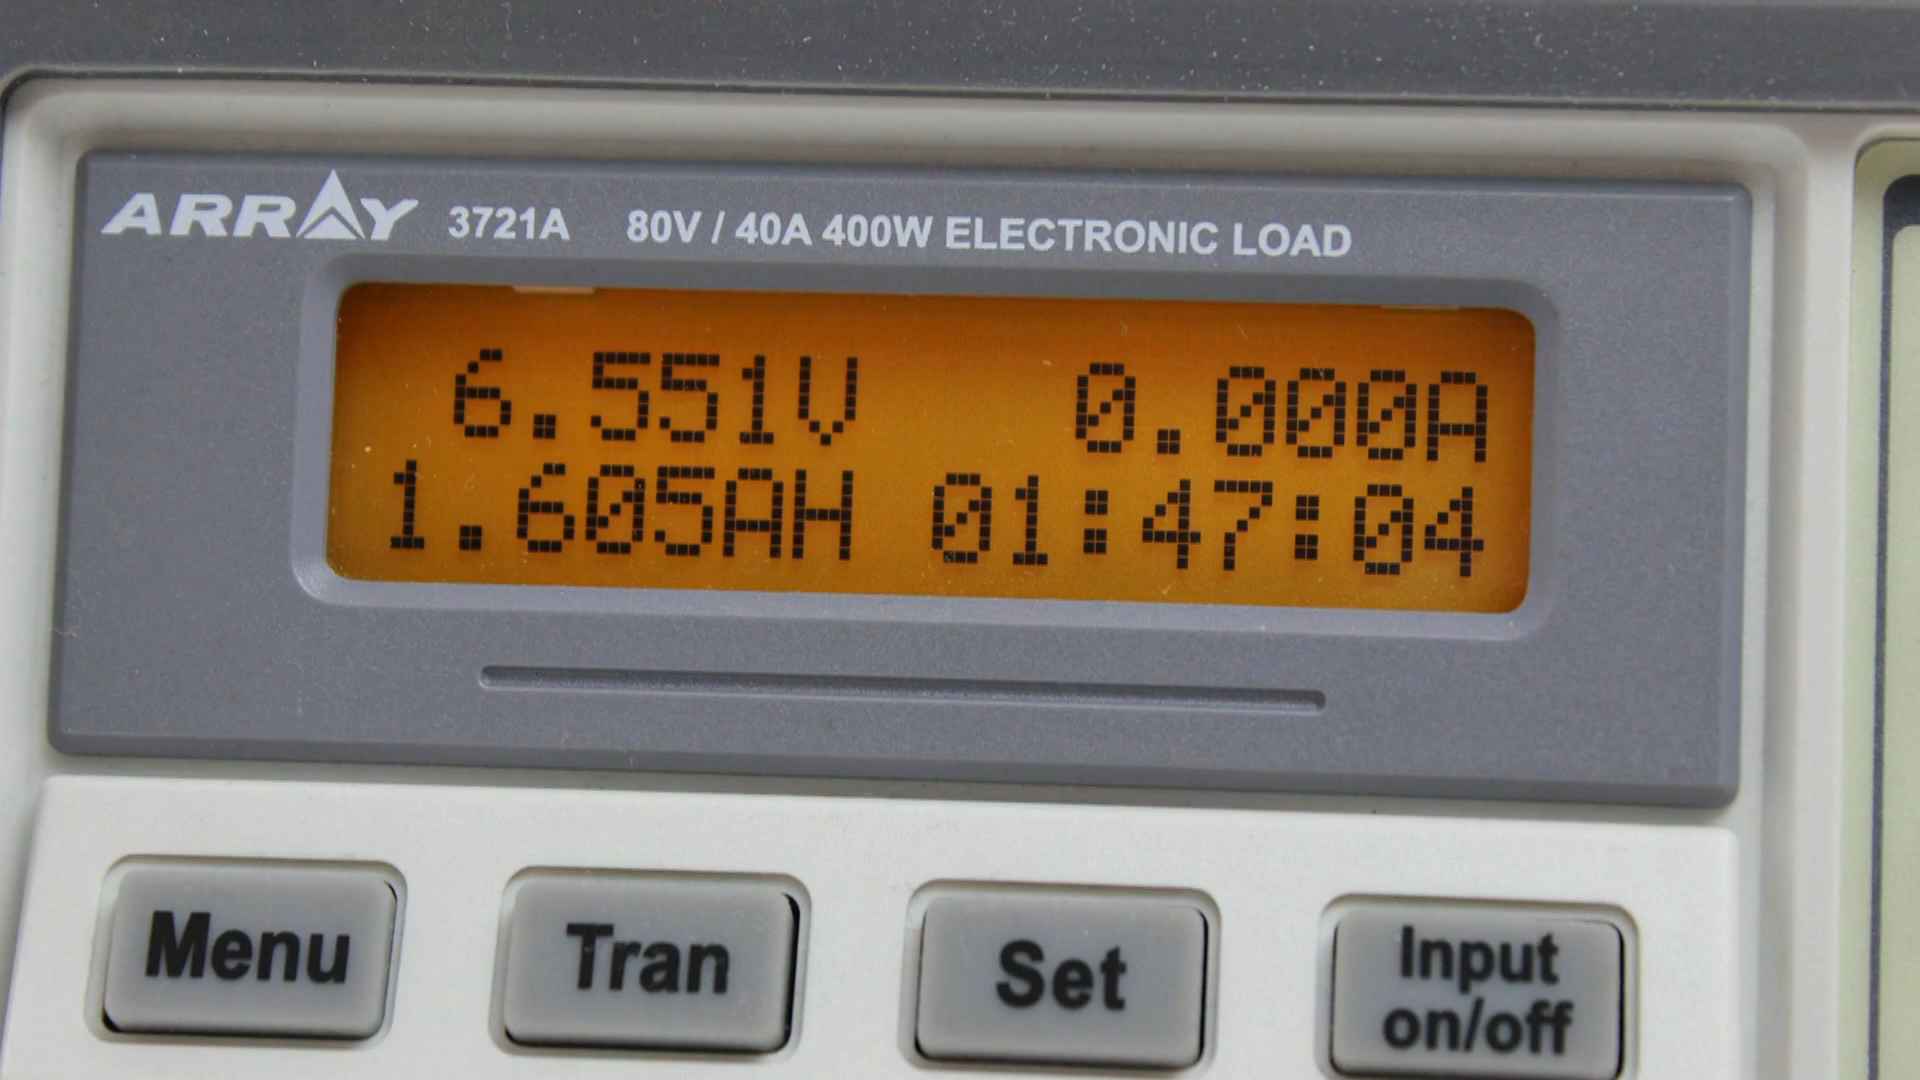 ARRAY 3721A 80V / 40A 400W ELECTRONIC LOAD
6.551V 0.000A
1.605AH 01:47:04
Menu
Tran
Set
Input
on/off